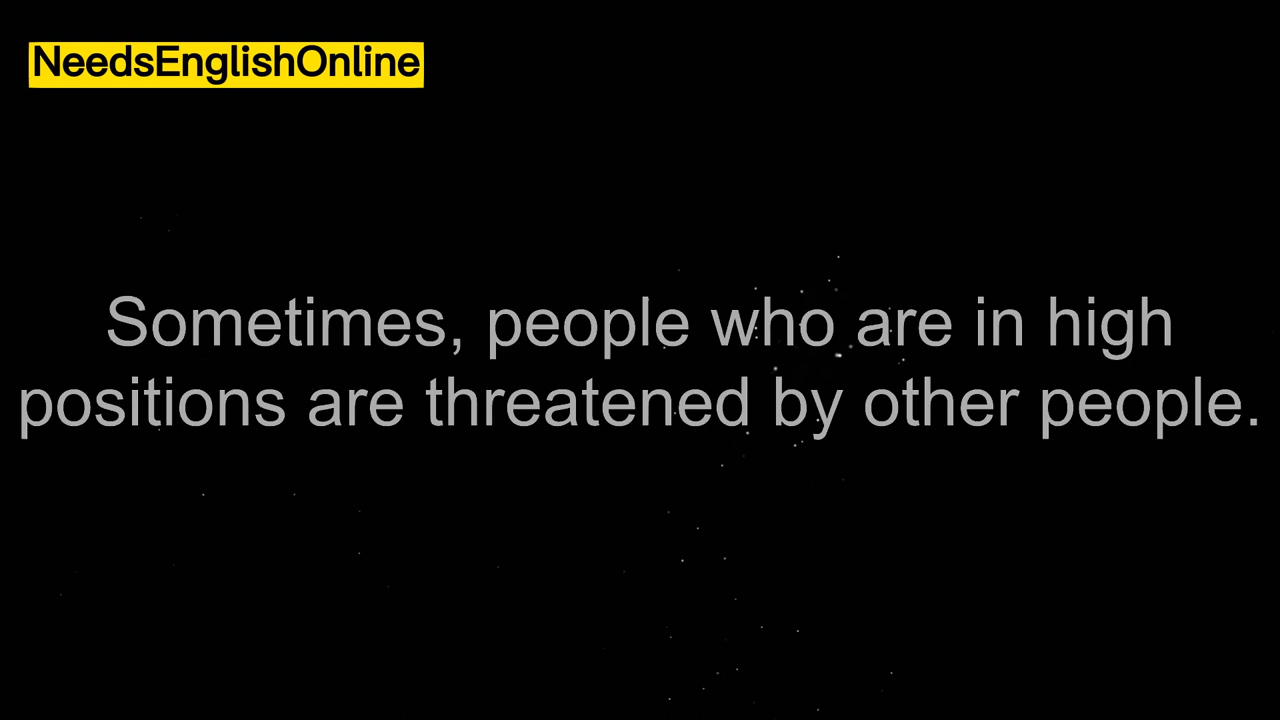 NeedsEnglishOnline
Sometimes, people who are in high
positions are threatened by other people.